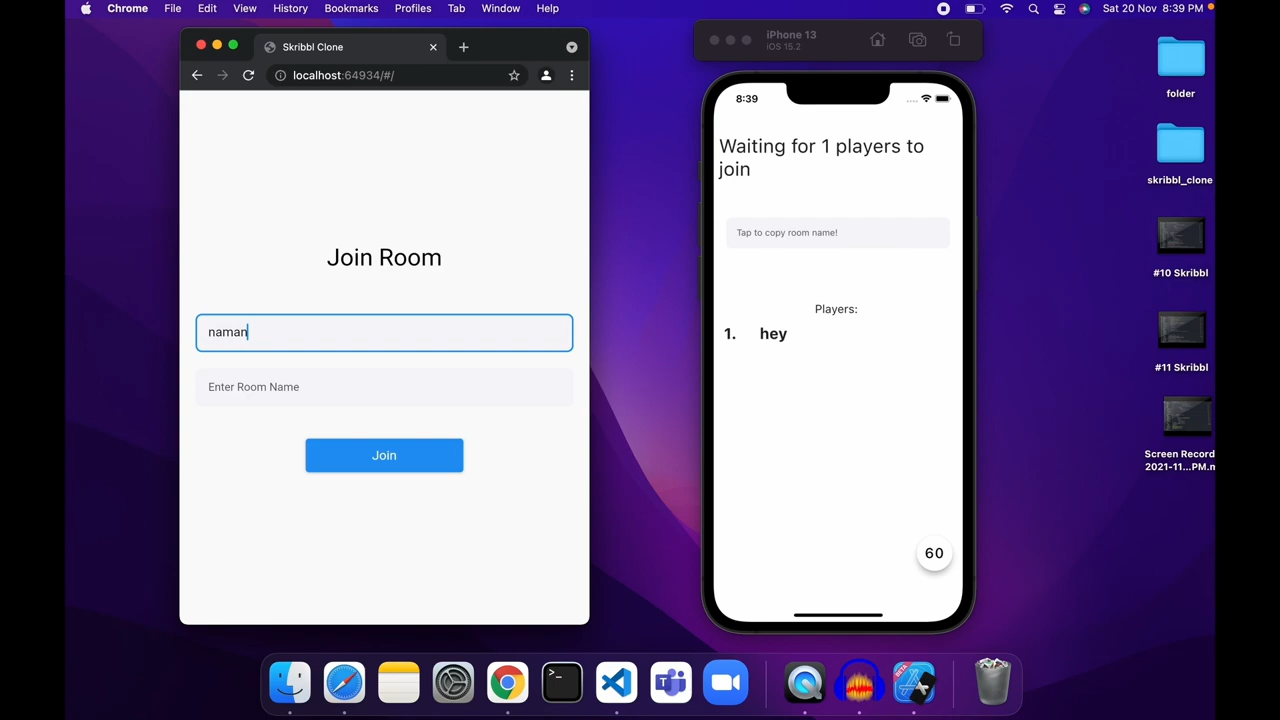 Chrome File Edit View History Bookmarks Profiles Tab Window Help Sat 20 Nov 8:39 PM
Skribbl Clone
localhost:64934/#/
Join Room
naman
Enter Room Name
Join
iPhone 13
iOS 15.2
8:39
Waiting for 1 players to
join
Tap to copy room name!
Players:
1. hey
60
folder
skribbl_clone
#10 Skribbl
#11 Skribbl
Screen Record
2021-11...PM.m